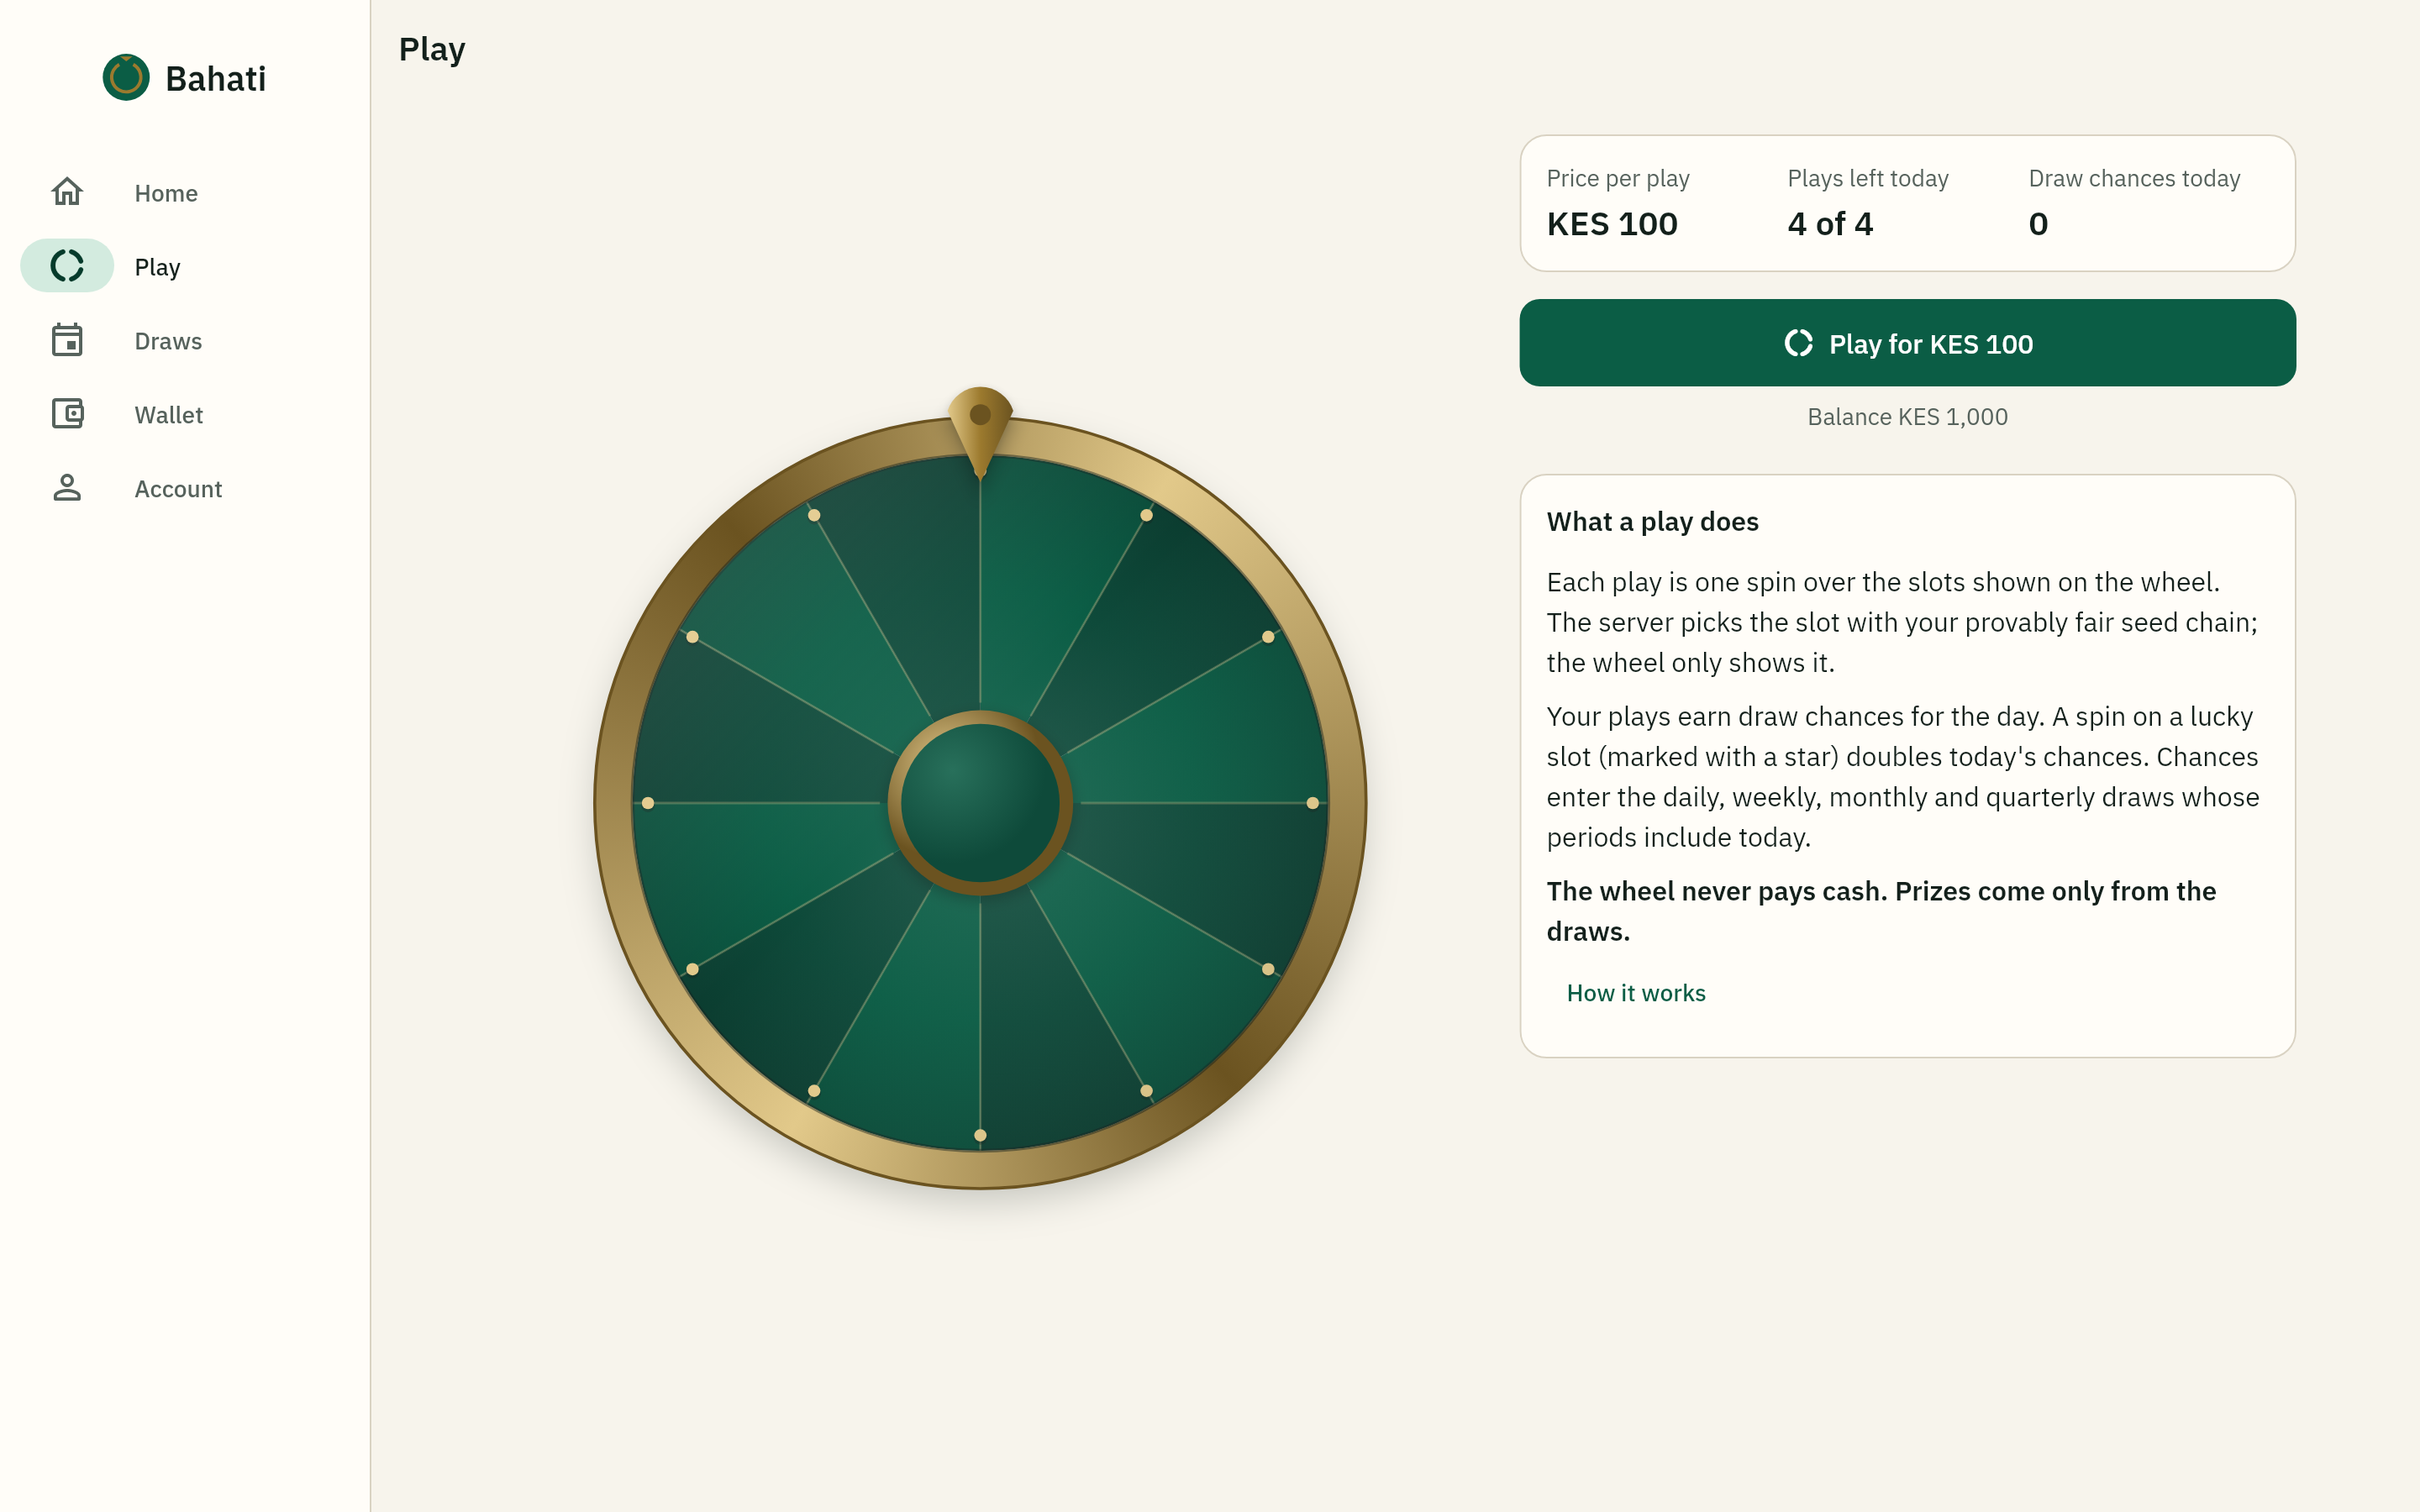 Bahati
Home
Play
Draws
Wallet
Account
Play
Price per play
KES 100
Plays left today
4 of 4
Draw chances today
0
Play for KES 100
Balance KES 1,000
What a play does
Each play is one spin over the slots shown on the wheel.
The server picks the slot with your provably fair seed chain;
the wheel only shows it.
Your plays earn draw chances for the day. A spin on a lucky
slot (marked with a star) doubles today's chances. Chances
enter the daily, weekly, monthly and quarterly draws whose
periods include today.
The wheel never pays cash. Prizes come only from the
draws.
How it works